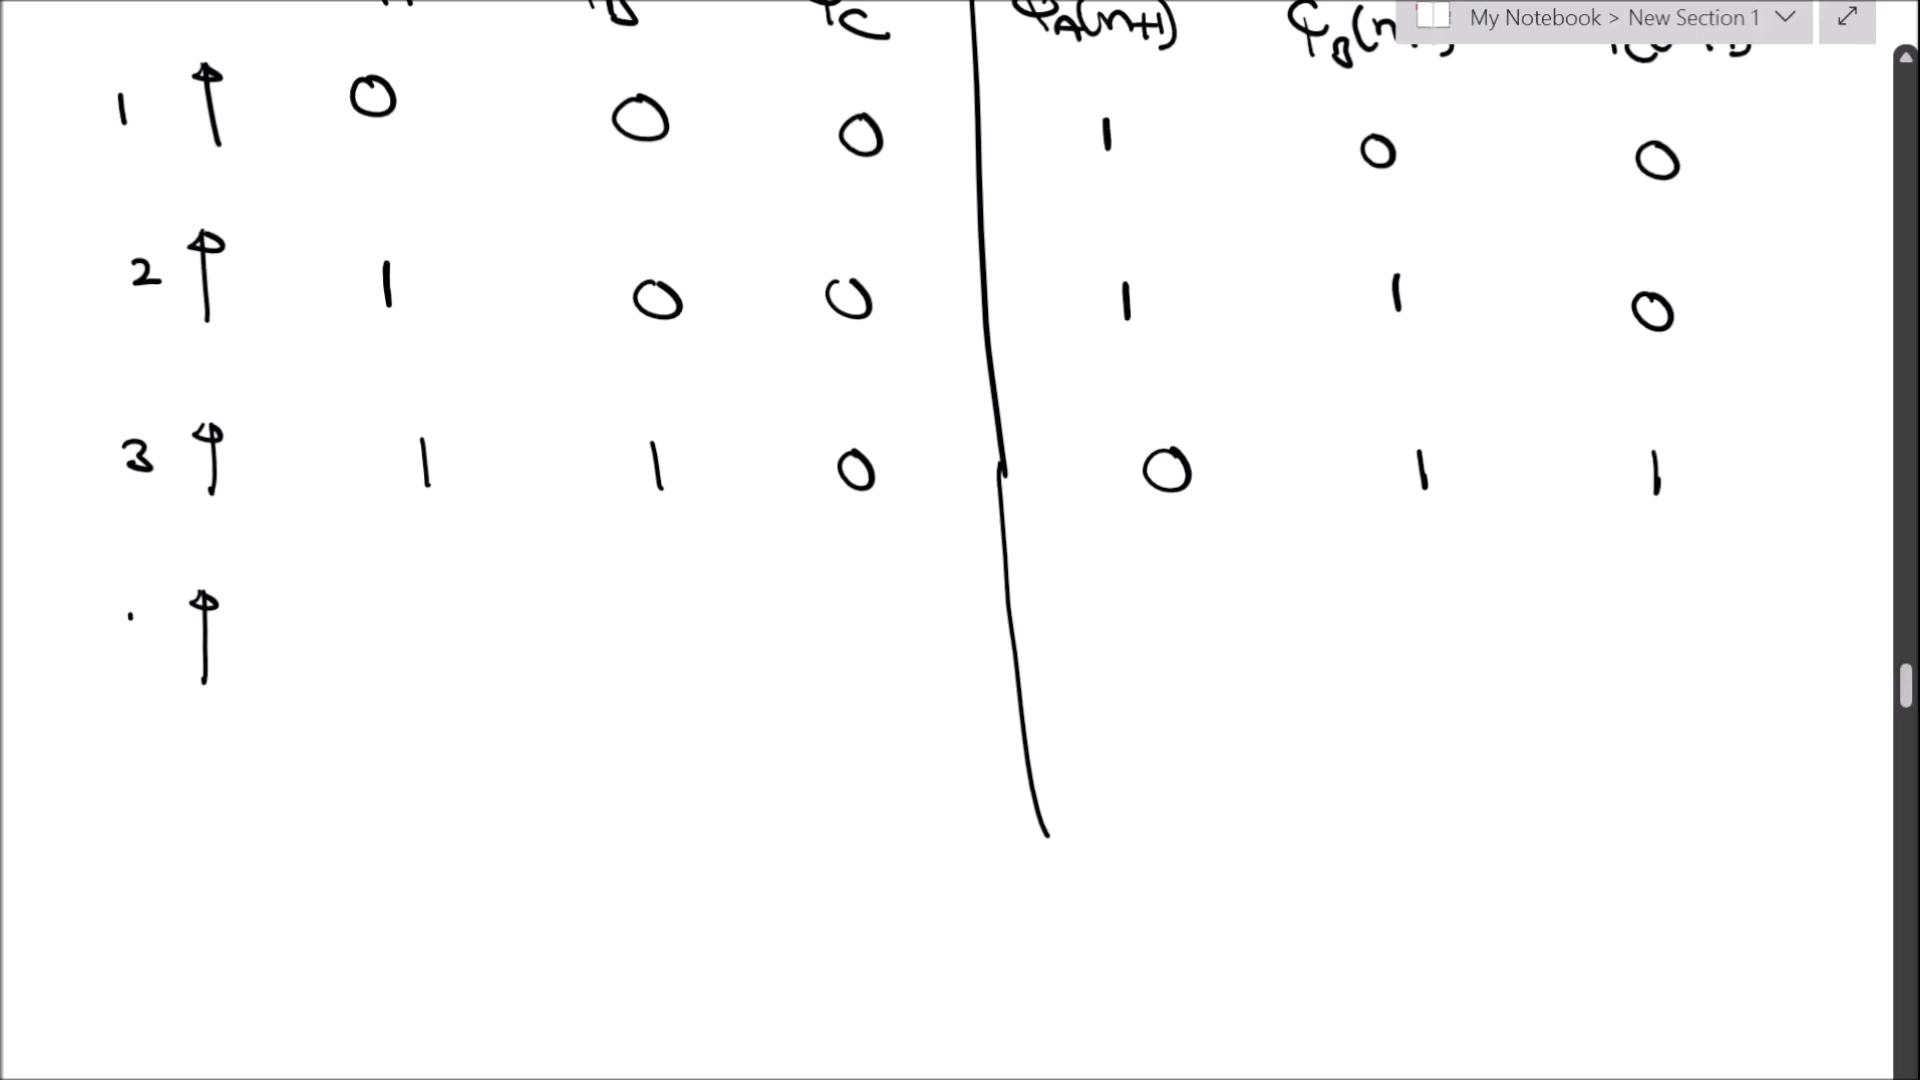 My Notebook > New Section 1
C Q_A(n+1) Q_B(n
1 ↑ 0 0 0 1 0 0
2 ↑ 1 0 0 1 1 0
3 ↑ 1 1 0 0 1 1
. ↑